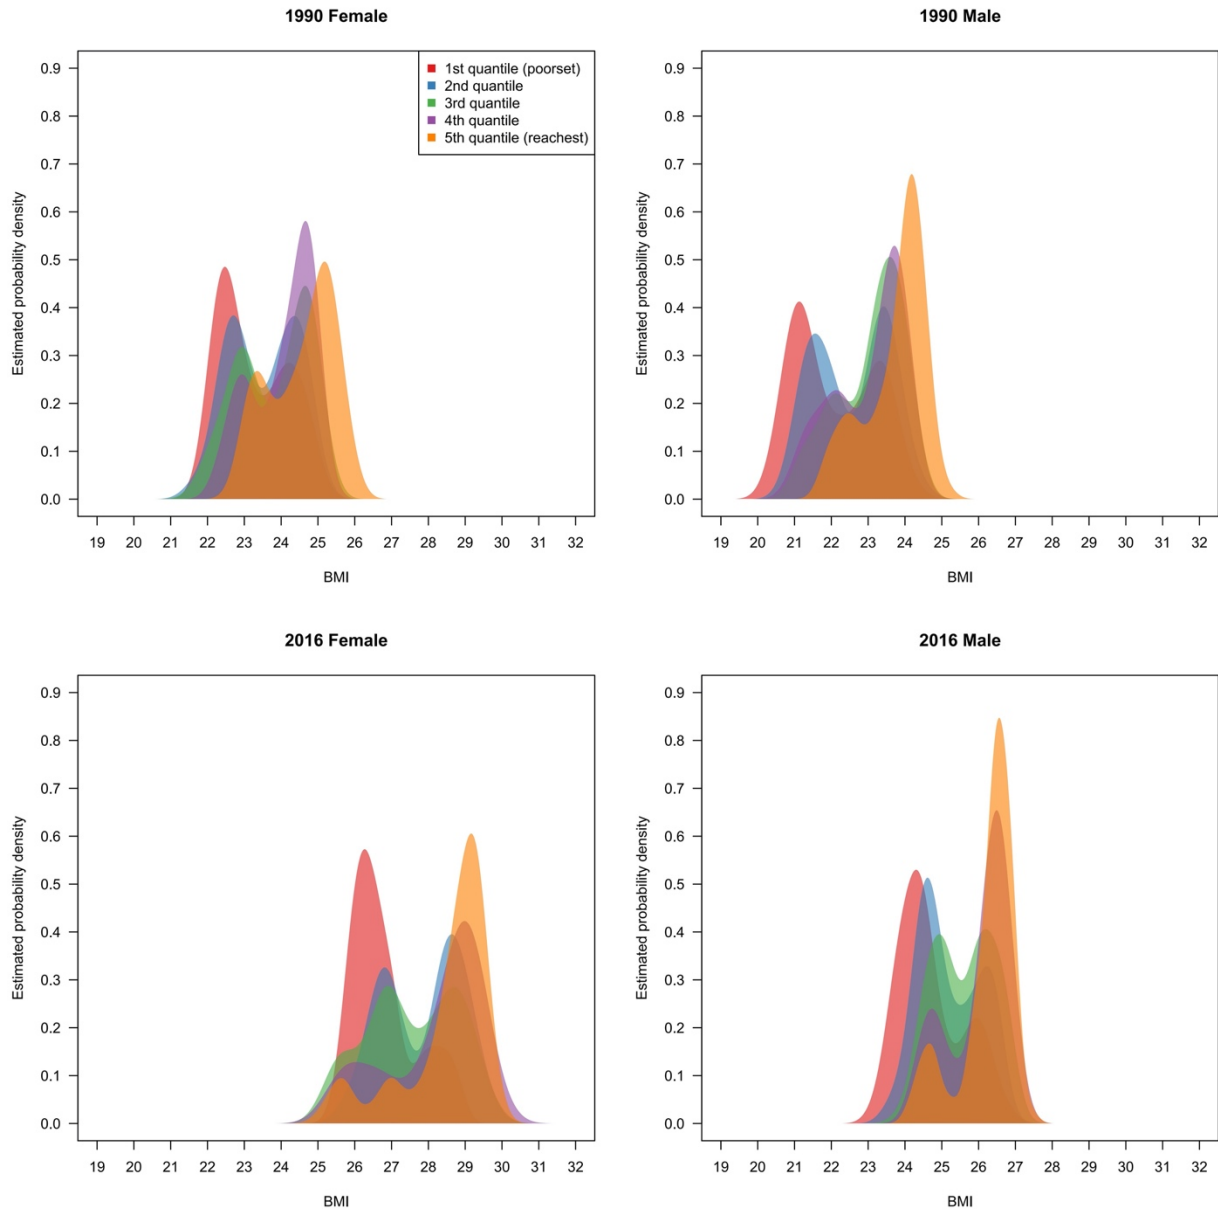 1990 Female
Estimated probability density
0.9
0.8
0.7
0.6
0.5
0.4
0.3
0.2
0.1
0.0
1st quantile (poorset)
2nd quantile
3rd quantile
4th quantile
5th quantile (reachest)
19 20 21 22 23 24 25 26 27 28 29 30 31 32
BMI
1990 Male
Estimated probability density
0.9
0.8
0.7
0.6
0.5
0.4
0.3
0.2
0.1
0.0
19 20 21 22 23 24 25 26 27 28 29 30 31 32
BMI
2016 Female
Estimated probability density
0.9
0.8
0.7
0.6
0.5
0.4
0.3
0.2
0.1
0.0
19 20 21 22 23 24 25 26 27 28 29 30 31 32
BMI
2016 Male
Estimated probability density
0.9
0.8
0.7
0.6
0.5
0.4
0.3
0.2
0.1
0.0
19 20 21 22 23 24 25 26 27 28 29 30 31 32
BMI